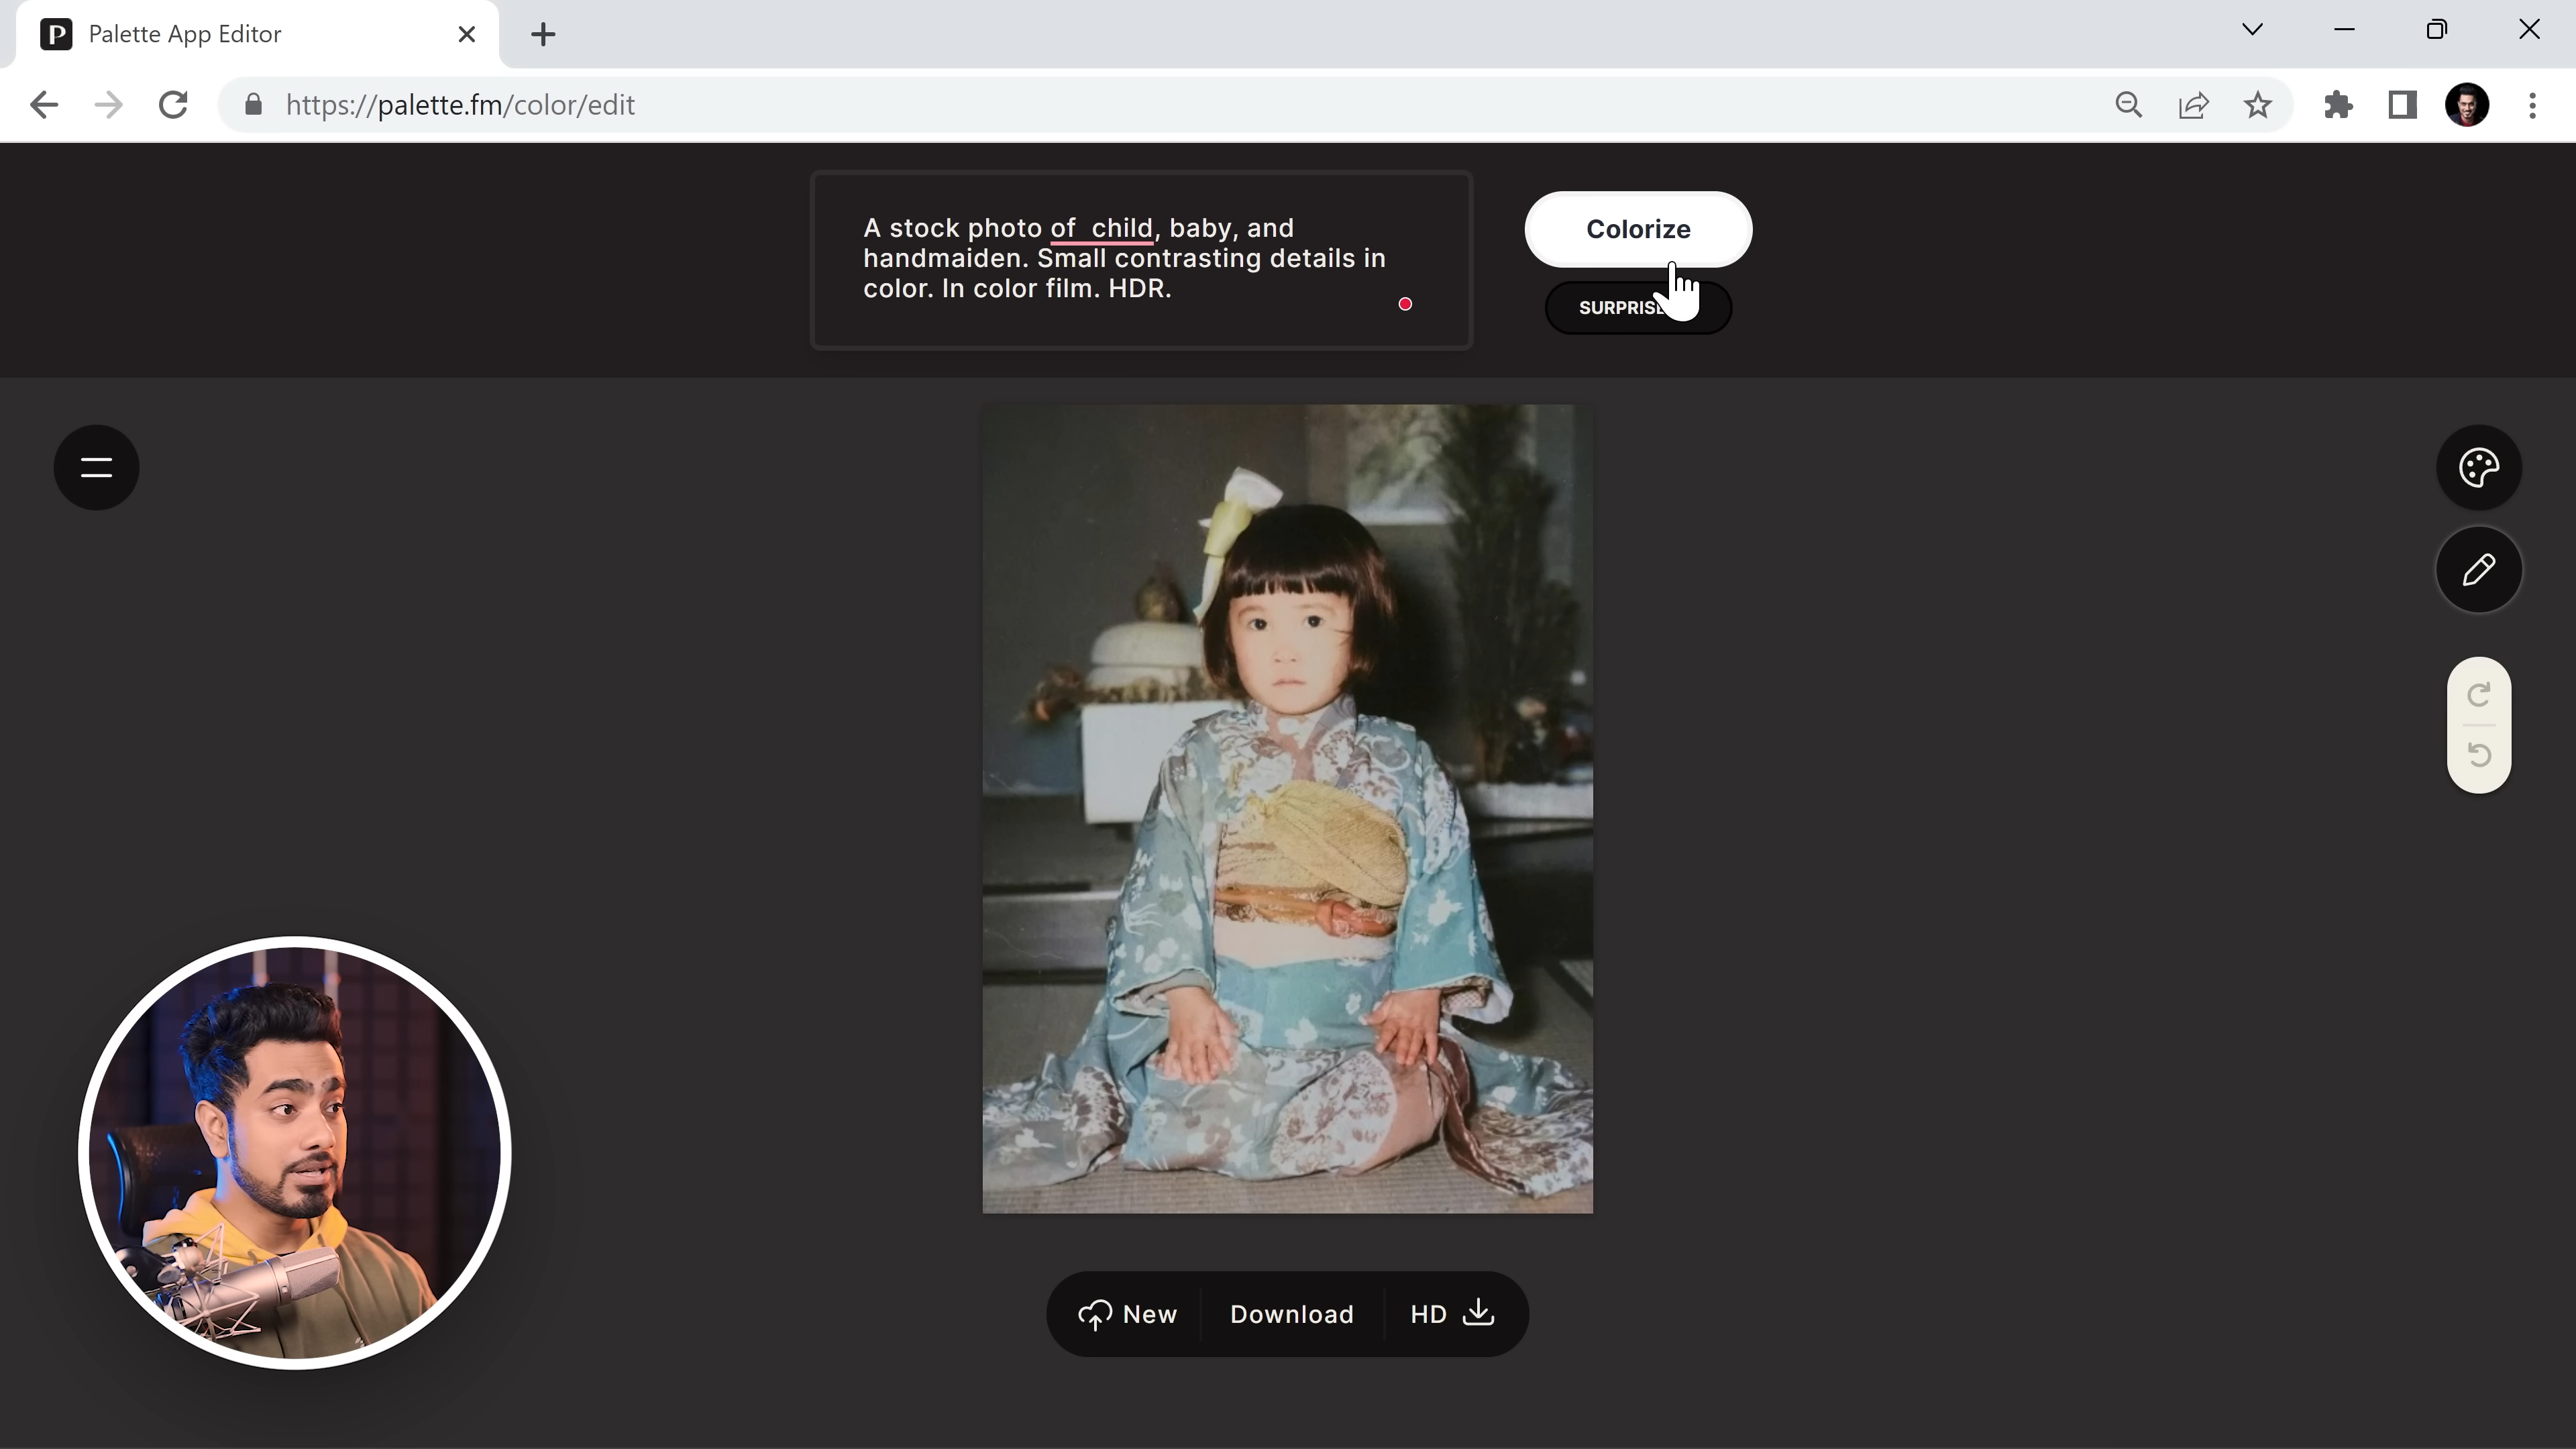 P Palette App Editor
https://palette.fm/color/edit
A stock photo of  child, baby, and
handmaiden. Small contrasting details in
color. In color film. HDR.
Colorize
New
Download
HD